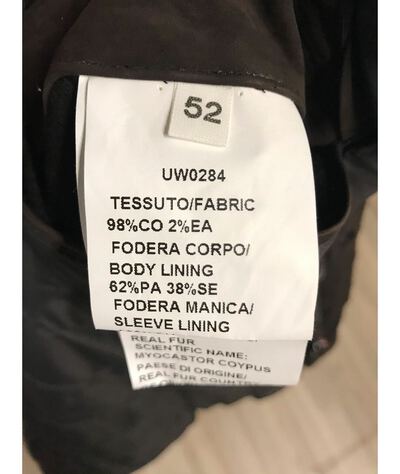 52
UW0284
TESSUTO/FABRIC
98%CO 2%EA
FODERA CORPO/
BODY LINING
62%PA 38%SE
FODERA MANICA/
SLEEVE LINING
REAL FUR
SCIENTIFIC NAME:
MYOCASTOR COYPUS
PAESE DI ORIGINE/
REAL FUR COUNTRY